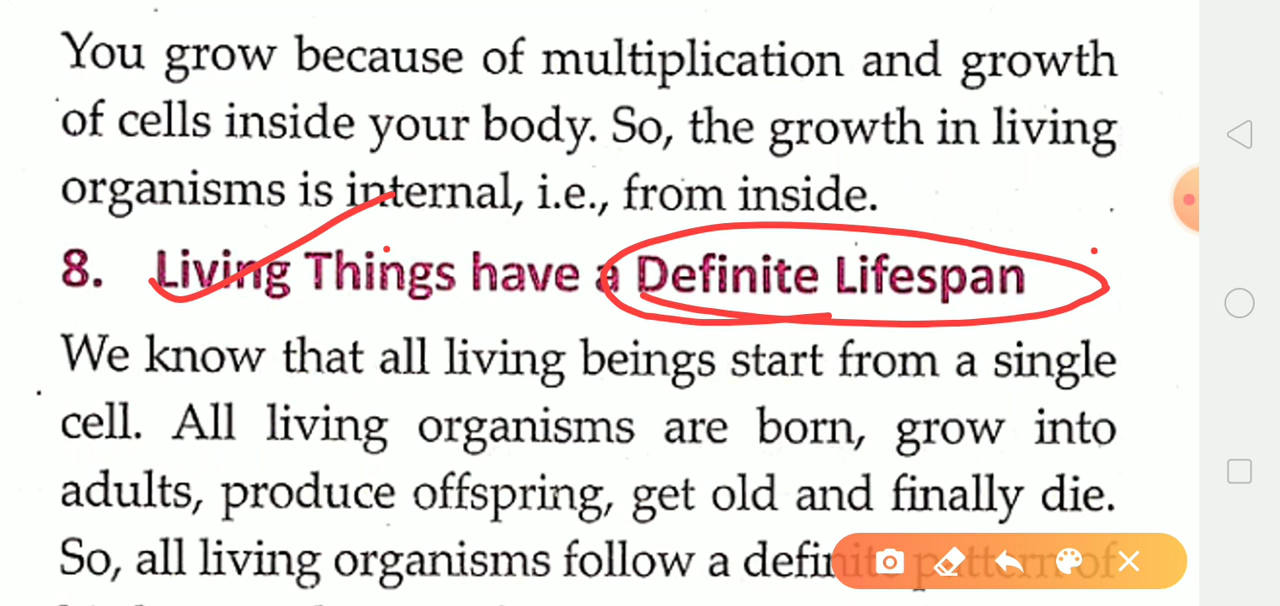 You grow because of multiplication and growth
of cells inside your body. So, the growth in living
organisms is internal, i.e., from inside.
8. Living Things have a Definite Lifespan
We know that all living beings start from a single
cell. All living organisms are born, grow into
adults, produce offspring, get old and finally die.
So, all living organisms follow a definite pattern of